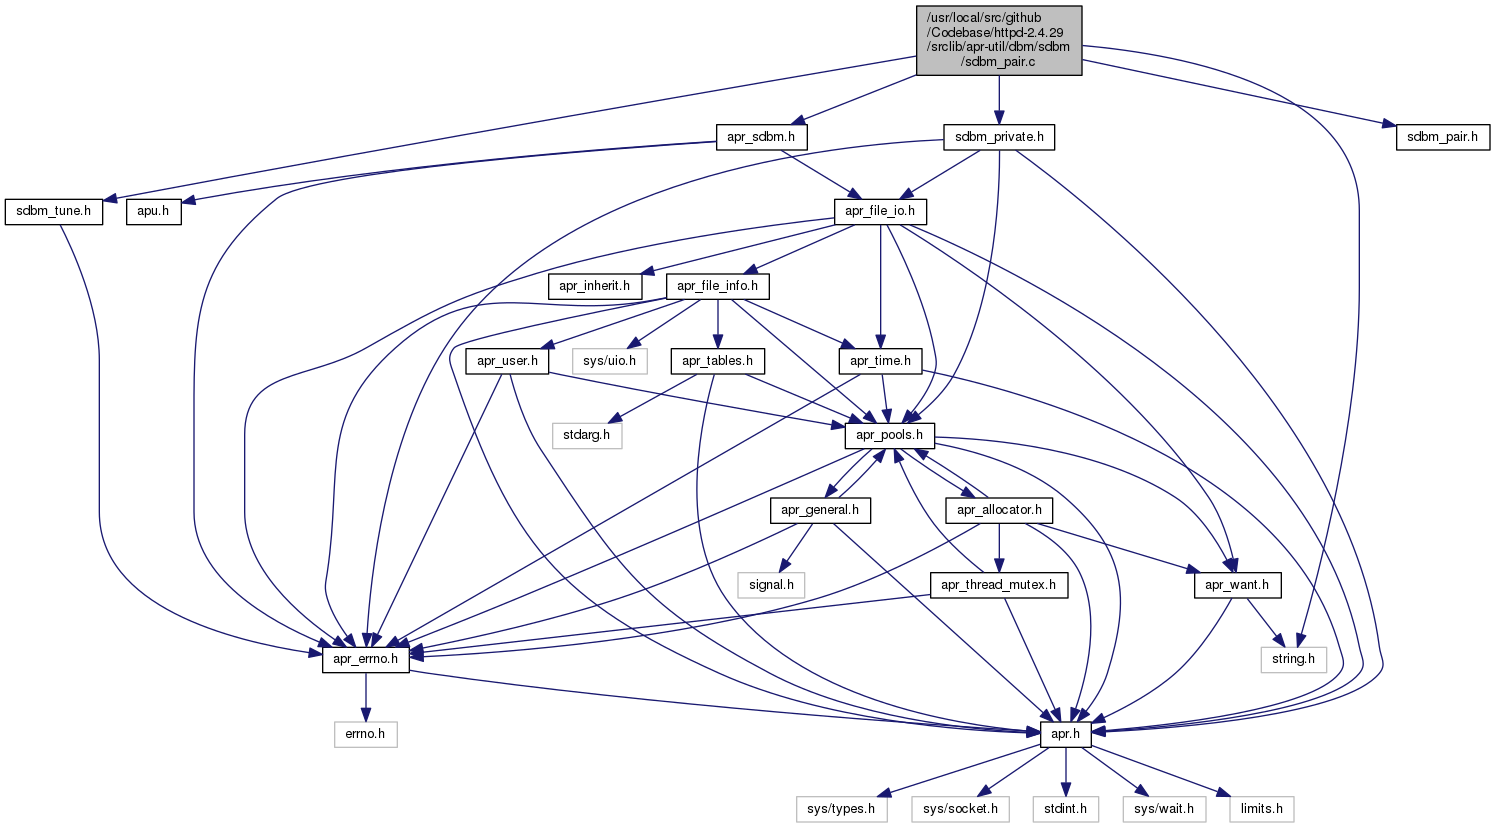 /usr/local/src/github
/Codebase/httpd-2.4.29
/srclib/apr-util/dbm/sdbm
/sdbm_pair.c
apr_sdbm.h
sdbm_private.h
sdbm_pair.h
sdbm_tune.h
apu.h
apr_file_io.h
apr_inherit.h
apr_file_info.h
apr_user.h
sys/uio.h
apr_tables.h
apr_time.h
stdarg.h
apr_pools.h
apr_general.h
apr_allocator.h
signal.h
apr_thread_mutex.h
apr_want.h
apr_errno.h
string.h
errno.h
apr.h
sys/types.h
sys/socket.h
stdint.h
sys/wait.h
limits.h